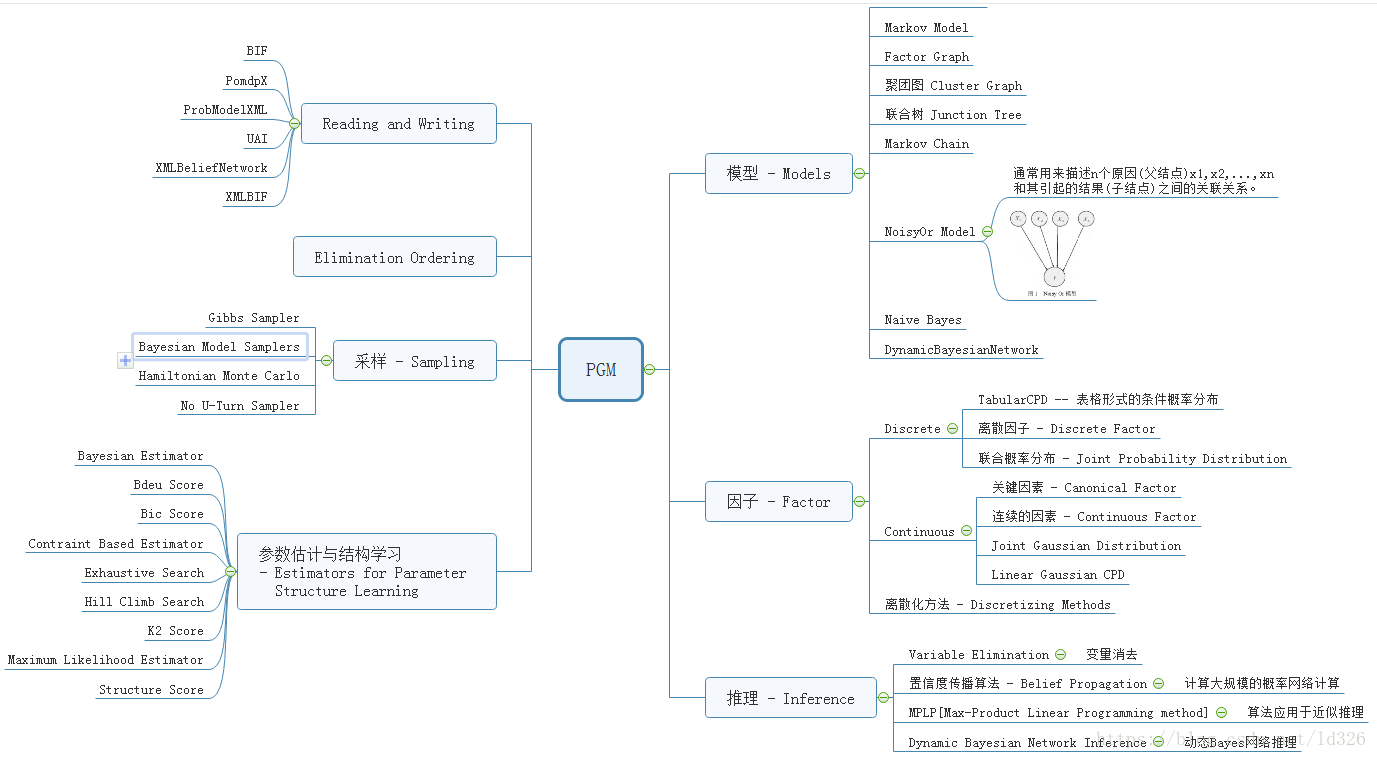 PGM
Reading and Writing
BIF
PomdpX
ProbModelXML
UAI
XMLBeliefNetwork
XMLBIF
Elimination Ordering
采样 - Sampling
Gibbs Sampler
Bayesian Model Samplers
Hamiltonian Monte Carlo
No U-Turn Sampler
参数估计与结构学习
- Estimators for Parameter
Structure Learning
Bayesian Estimator
Bdeu Score
Bic Score
Contraint Based Estimator
Exhaustive Search
Hill Climb Search
K2 Score
Maximum Likelihood Estimator
Structure Score
模型 - Models
Markov Model
Factor Graph
聚团图 Cluster Graph
联合树 Junction Tree
Markov Chain
NoisyOr Model
通常用来描述n个原因(父结点)x1,x2,...,xn
和其引起的结果(子结点)之间的关联关系。
图 1 Noisy Or 模型
Naive Bayes
DynamicBayesianNetwork
因子 - Factor
Discrete
TabularCPD -- 表格形式的条件概率分布
离散因子 - Discrete Factor
联合概率分布 - Joint Probability Distribution
Continuous
关键因素 - Canonical Factor
连续的因素 - Continuous Factor
Joint Gaussian Distribution
Linear Gaussian CPD
离散化方法 - Discretizing Methods
推理 - Inference
Variable Elimination 变量消去
置信度传播算法 - Belief Propagation 计算大规模的概率网络计算
MPLP[Max-Product Linear Programming method] 算法应用于近似推理
Dynamic Bayesian Network Inference 动态Bayes网络推理
https://blog.csdn.net/ld326